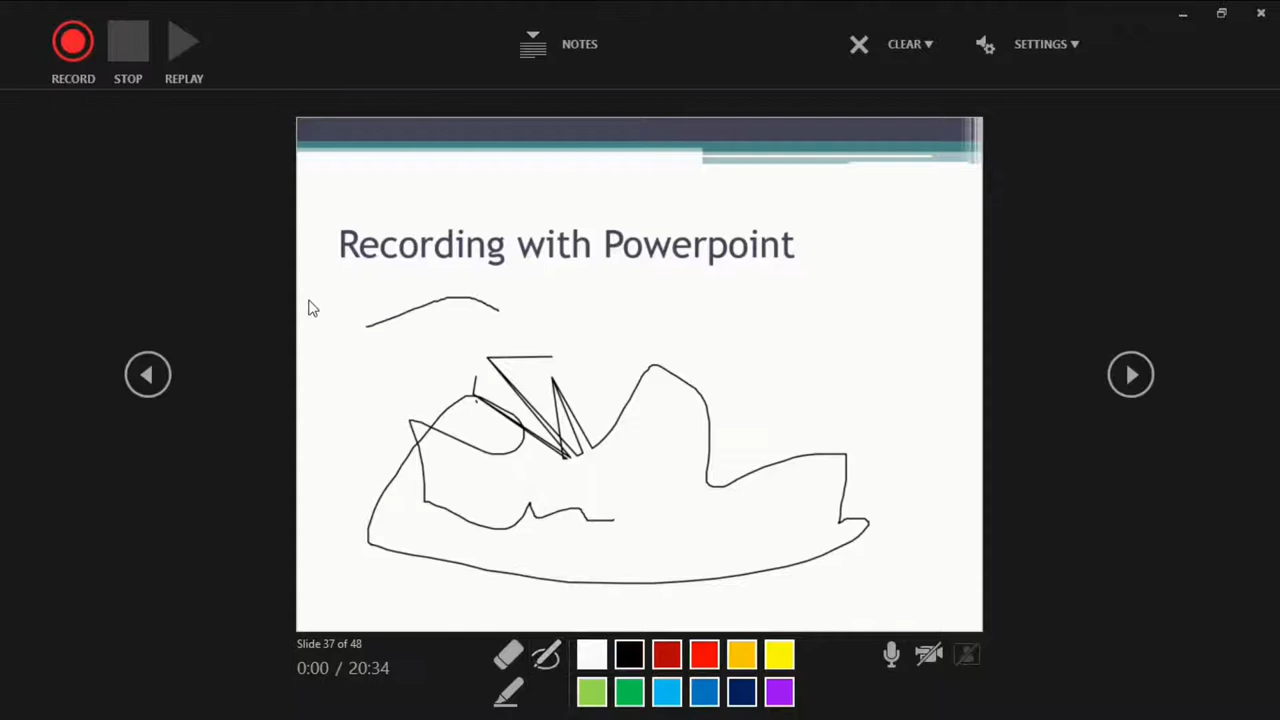 RECORD STOP REPLAY
NOTES
CLEAR
SETTINGS
Recording with Powerpoint
Slide 37 of 48
0:00 / 20:34